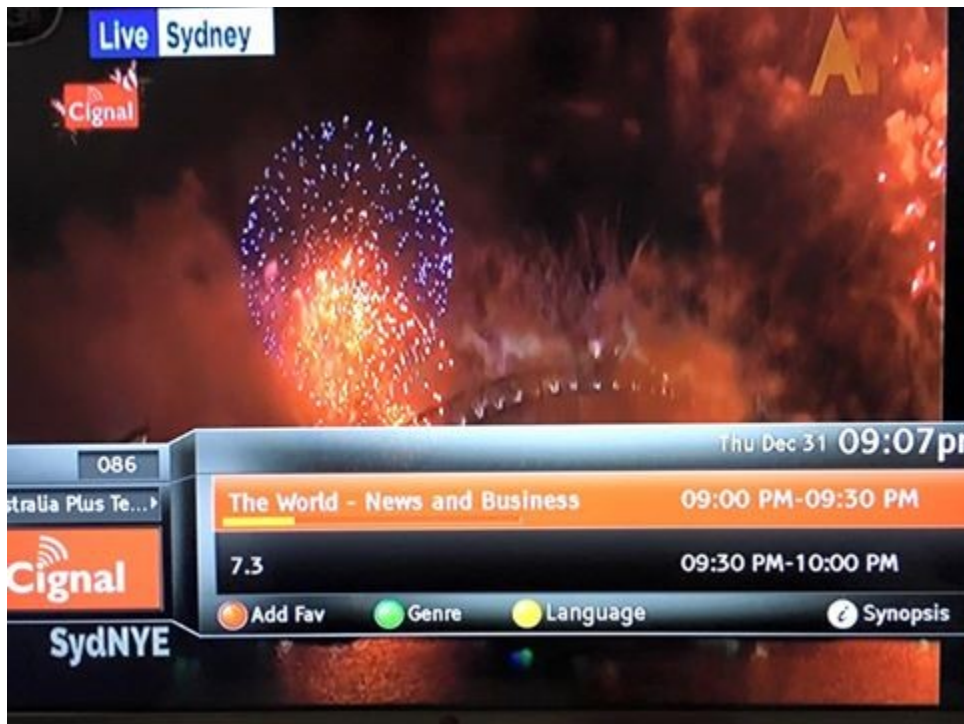 Live Sydney
Cignal
Thu Dec 31 09:07p
086
stralia Plus Te...
The World - News and Business 09:00 PM-09:30 PM
Cignal
7.3 09:30 PM-10:00 PM
Add Fav Genre Language i Synopsis
SydNYE